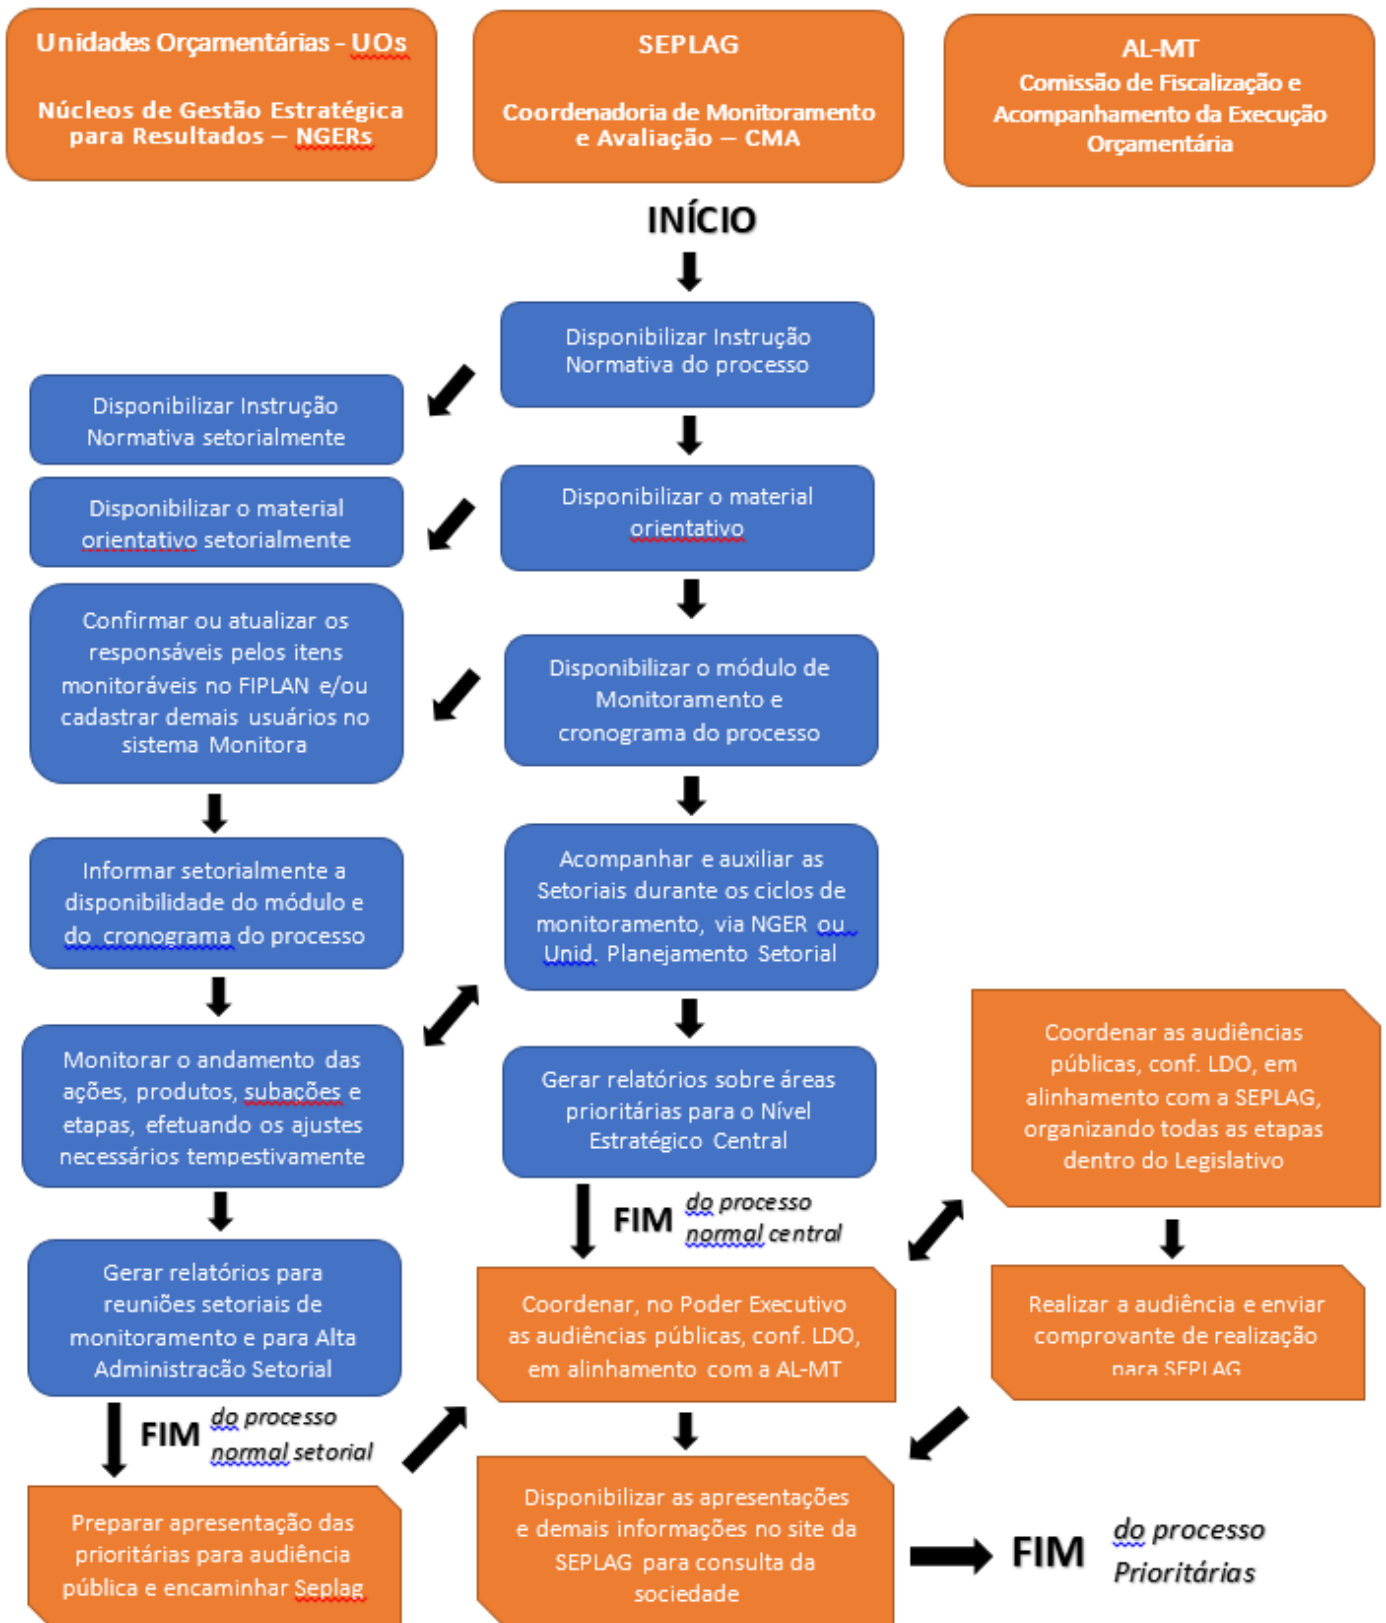 Unidades Orçamentárias - UOs
Núcleos de Gestão Estratégica
para Resultados – NGERs
SEPLAG
Coordenadoria de Monitoramento
e Avaliação – CMA
AL-MT
Comissão de Fiscalização e
Acompanhamento da Execução
Orçamentária
INÍCIO
Disponibilizar Instrução
Normativa do processo
Disponibilizar Instrução
Normativa setorialmente
Disponibilizar o material
orientativo
Disponibilizar o material
orientativo setorialmente
Confirmar ou atualizar os
responsáveis pelos itens
monitoráveis no FIPLAN e/ou
cadastrar demais usuários no
sistema Monitora
Disponibilizar o módulo de
Monitoramento e
cronograma do processo
Informar setorialmente a
disponibilidade do módulo e
do cronograma do processo
Acompanhar e auxiliar as
Setoriais durante os ciclos de
monitoramento, via NGER ou
Unid. Planejamento Setorial
Monitorar o andamento das
ações, produtos, subações e
etapas, efetuando os ajustes
necessários tempestivamente
Gerar relatórios sobre áreas
prioritárias para o Nível
Estratégico Central
Coordenar as audiências
públicas, conf. LDO, em
alinhamento com a SEPLAG,
organizando todas as etapas
dentro do Legislativo
FIM do processo
normal central
Gerar relatórios para
reuniões setoriais de
monitoramento e para Alta
Administracão Setorial
Coordenar, no Poder Executivo
as audiências públicas, conf. LDO,
em alinhamento com a AL-MT
Realizar a audiência e enviar
comprovante de realização
para SEPLAG
FIM do processo
normal setorial
Preparar apresentação das
prioritárias para audiência
pública e encaminhar Seplag
Disponibilizar as apresentações
e demais informações no site da
SEPLAG para consulta da
sociedade
FIM do processo
Prioritárias